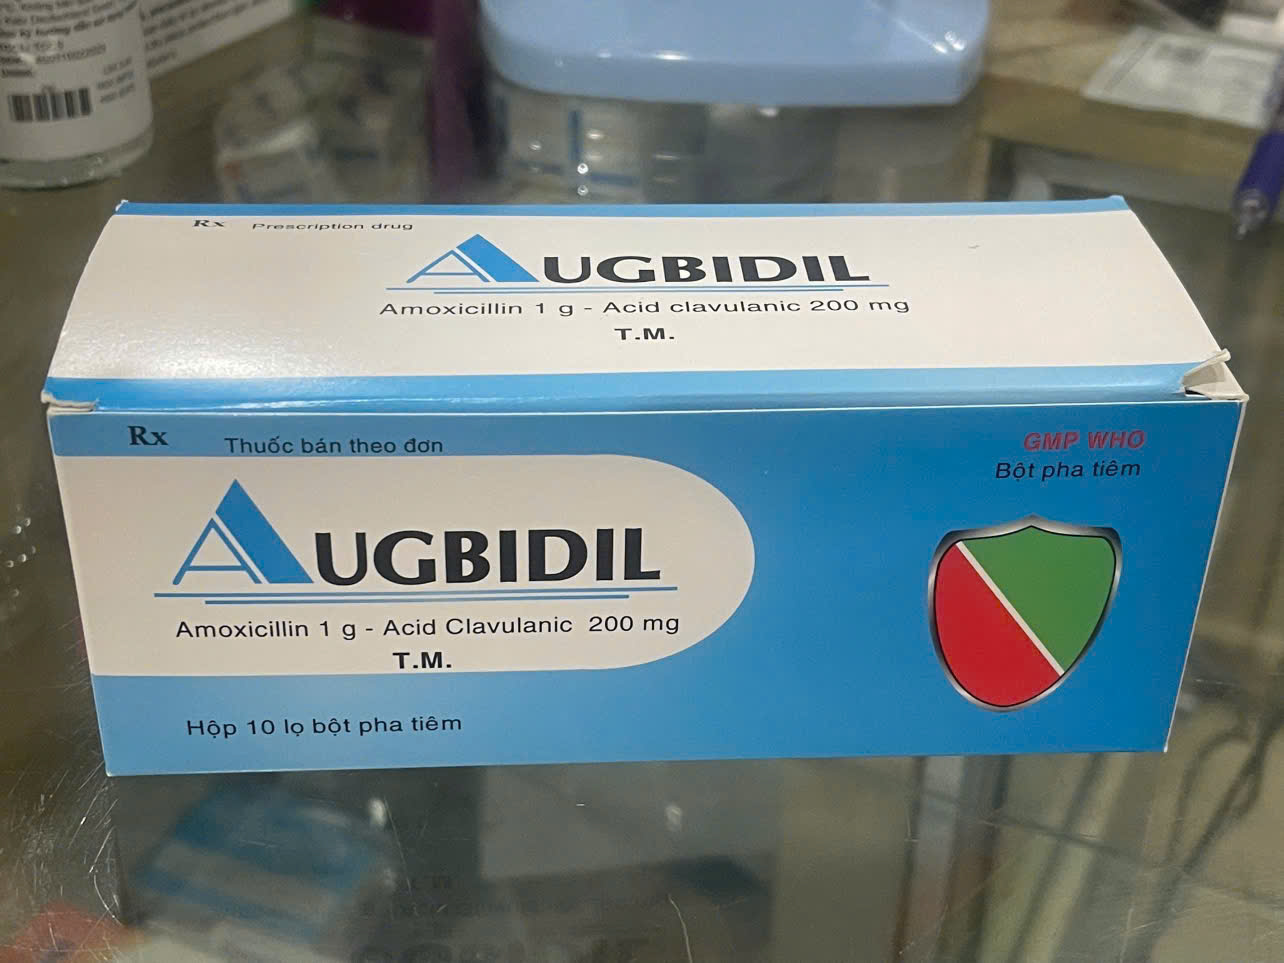 Rx Prescription drug
AUGBIDIL
Amoxicillin 1 g - Acid clavulanic 200 mg
T.M.
Rx Thuốc bán theo đơn
GMP WHO
Bột pha tiêm
AUGBIDIL
Amoxicillin 1 g - Acid Clavulanic 200 mg
T.M.
Hộp 10 lọ bột pha tiêm